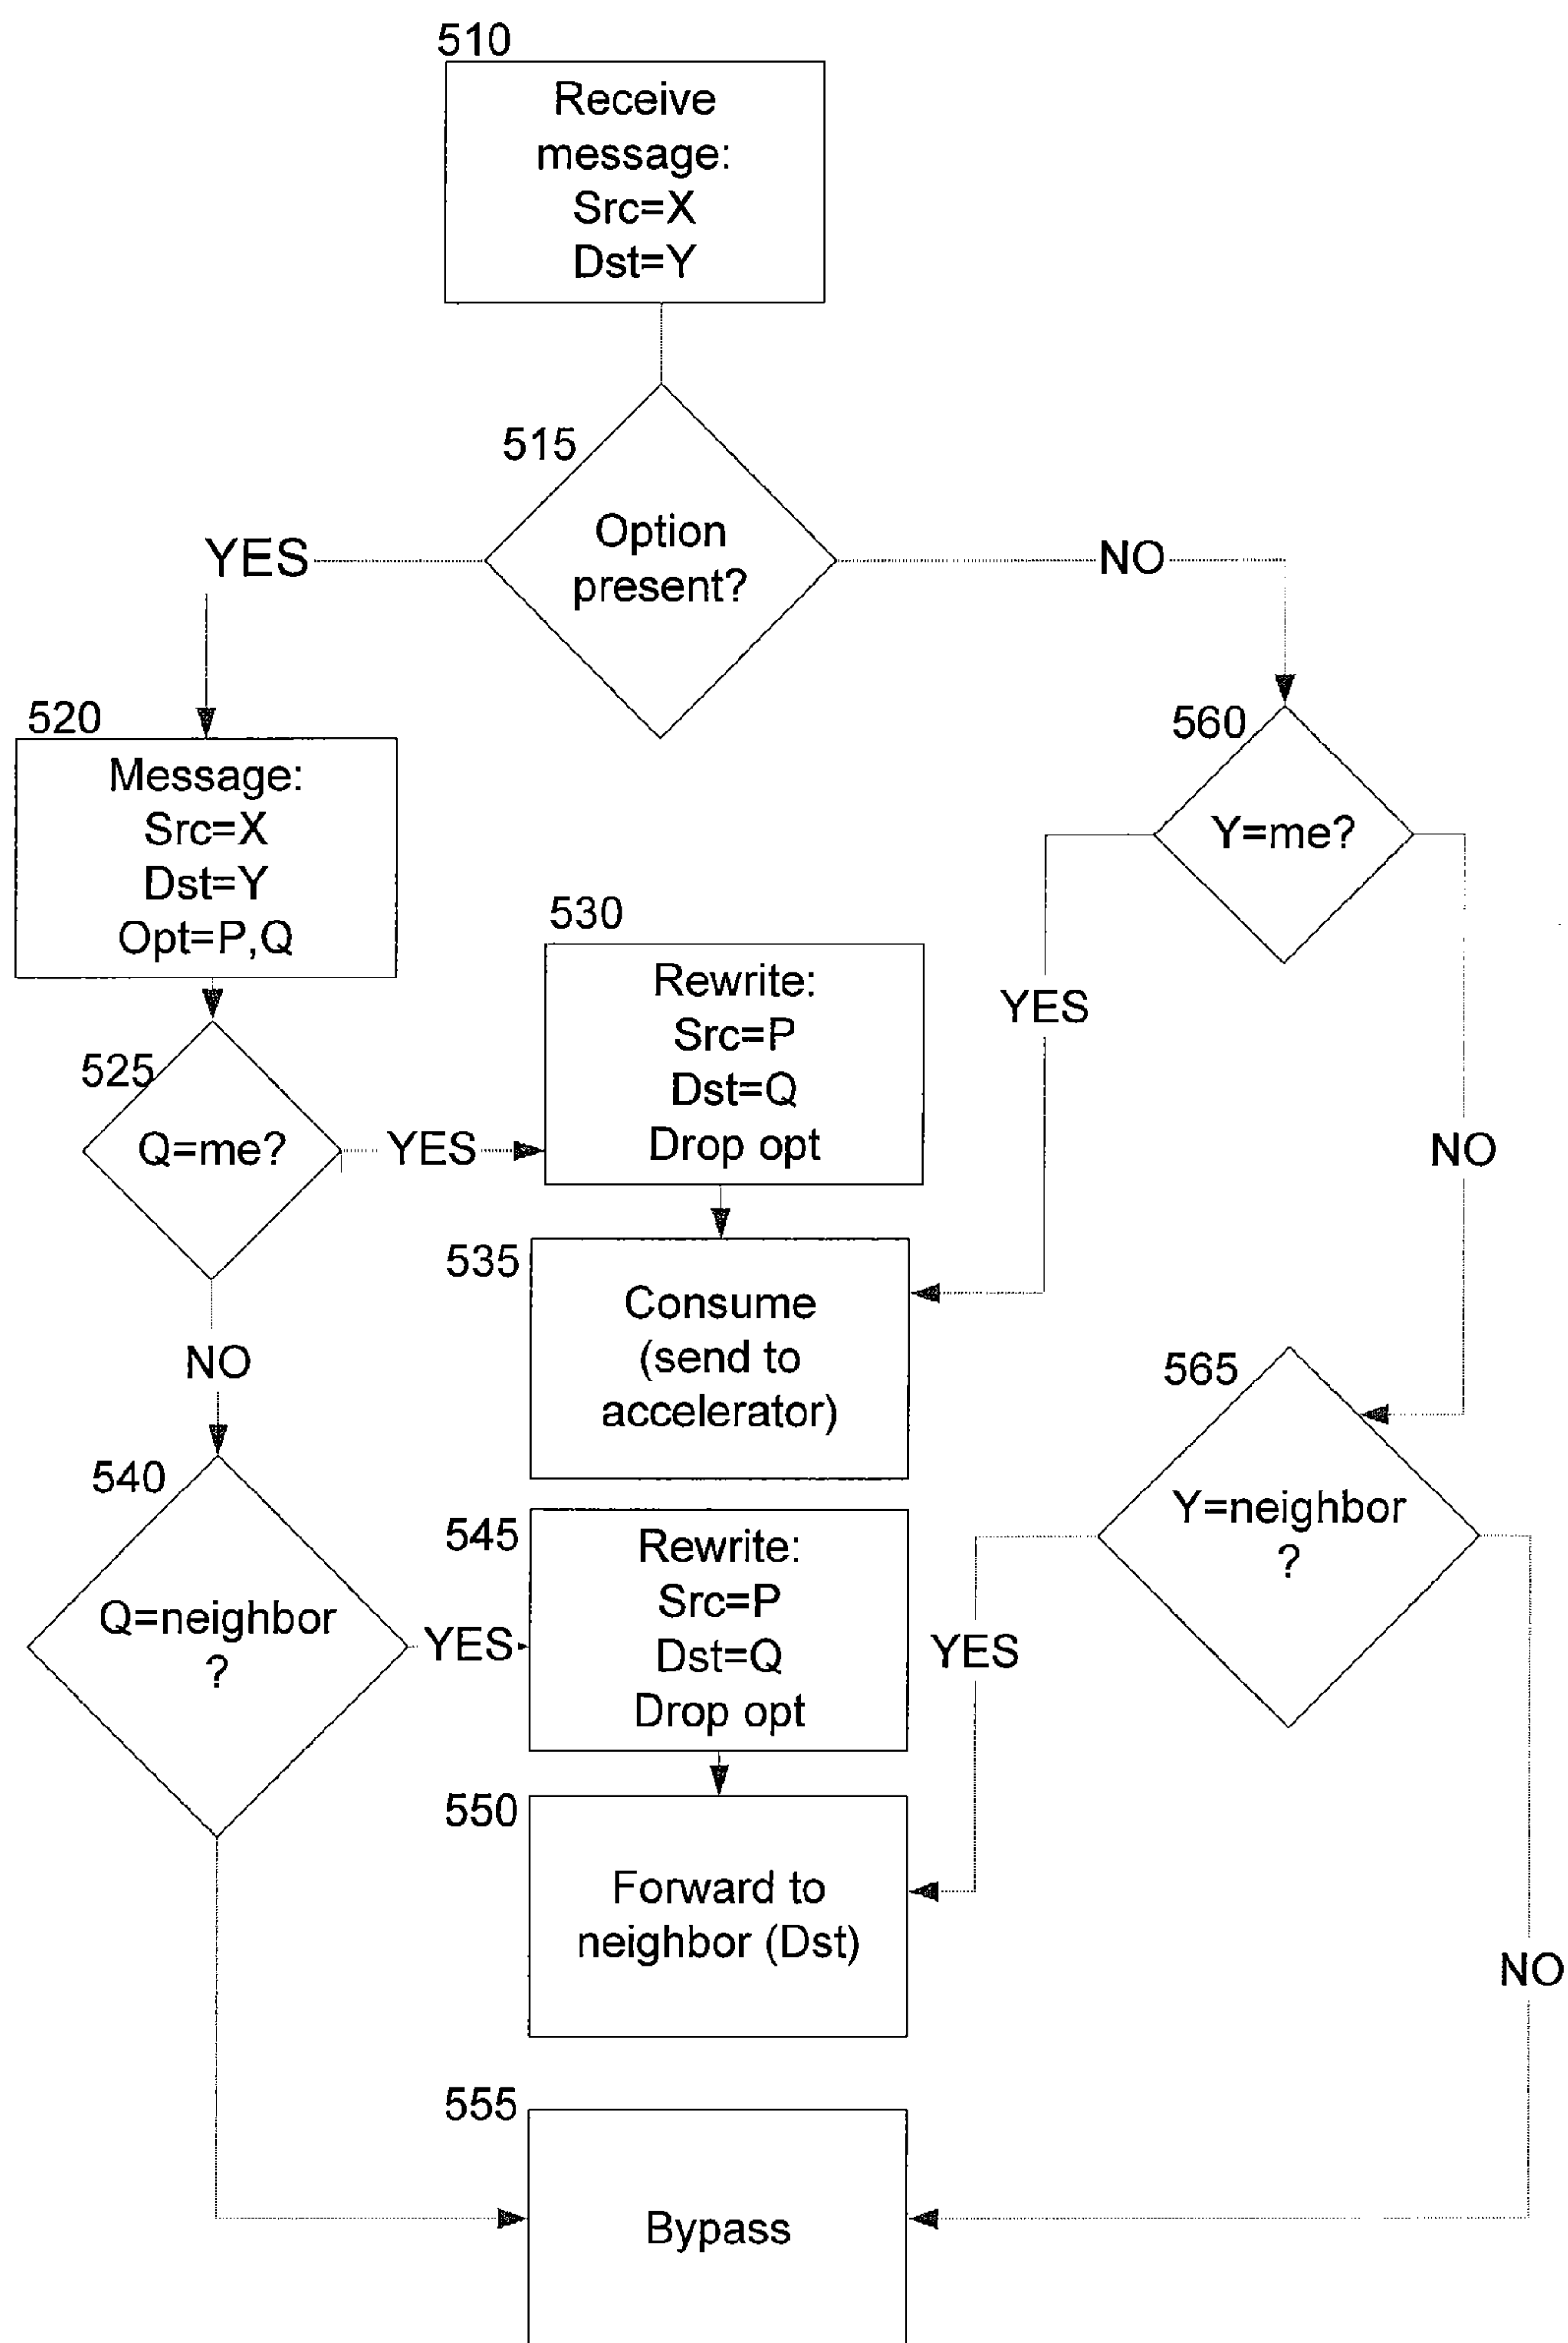 510
Receive
message:
Src=X
Dst=Y
515
Option
present?
YES
NO
520
Message:
Src=X
Dst=Y
Opt=P,Q
560
Y=me?
525
Q=me?
YES
530
Rewrite:
Src=P
Dst=Q
Drop opt
YES
NO
535
Consume
(send to
accelerator)
NO
540
Q=neighbor
?
YES
545
Rewrite:
Src=P
Dst=Q
Drop opt
565
Y=neighbor
?
YES
550
Forward to
neighbor (Dst)
NO
555
Bypass